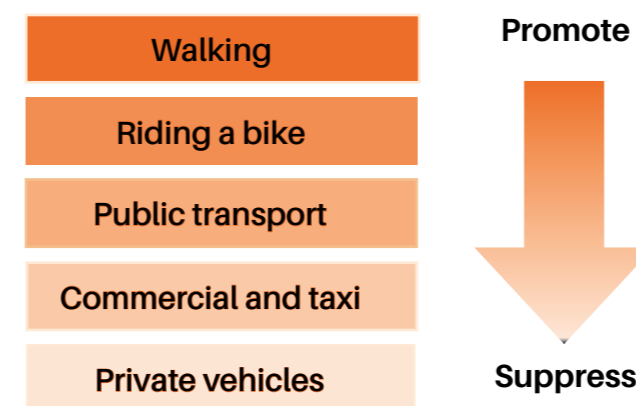 Walking
Promote
Riding a bike
Public transport
Commercial and taxi
Private vehicles
Suppress